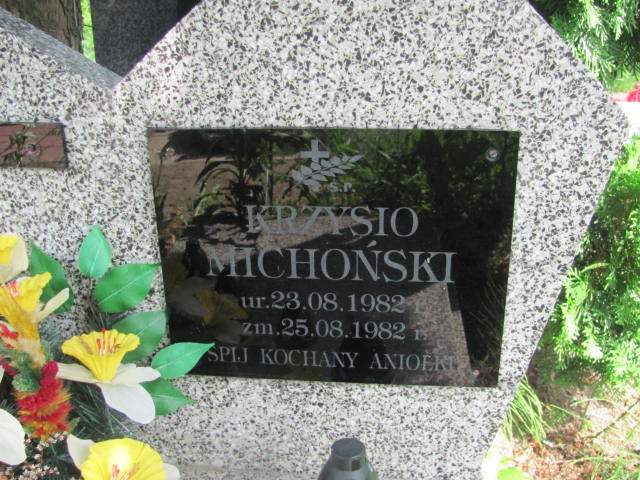 Ś.P.
KRZYSIO
MICHOŃSKI
ur. 23.08.1982 r.
zm. 25.08.1982 r.
ŚPIJ KOCHANY ANIOŁKU